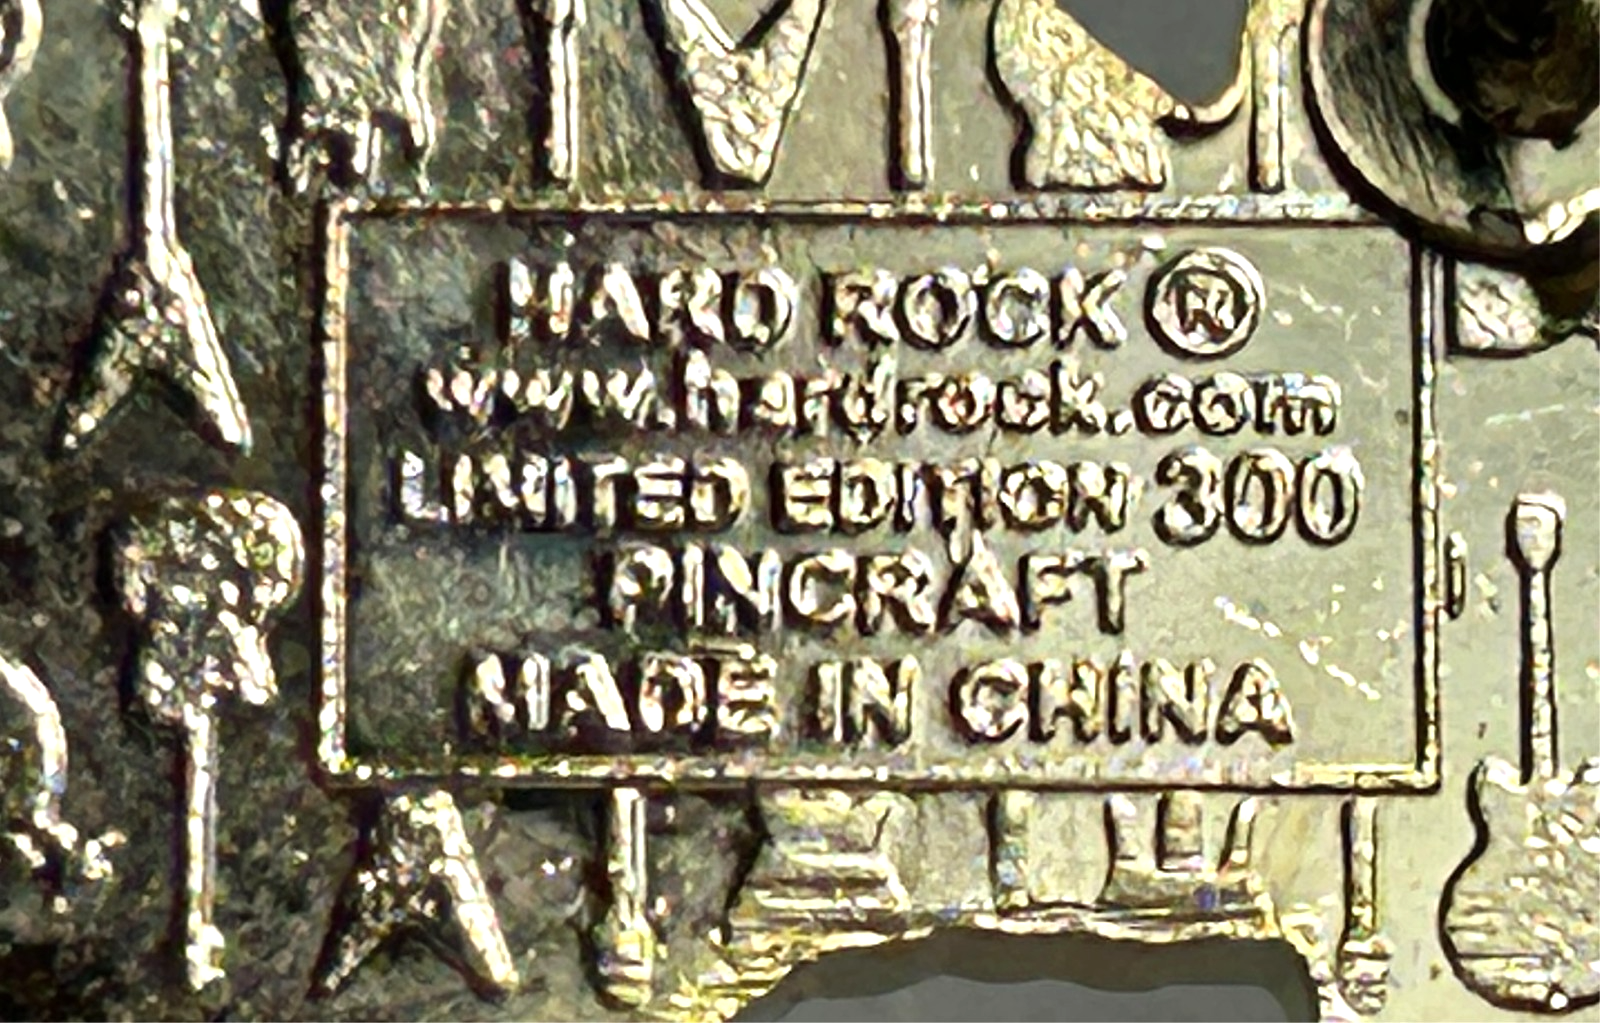 HARD ROCK ®
www.hardrock.com
LIMITED EDITION 300
PINCRAFT
MADE IN CHINA